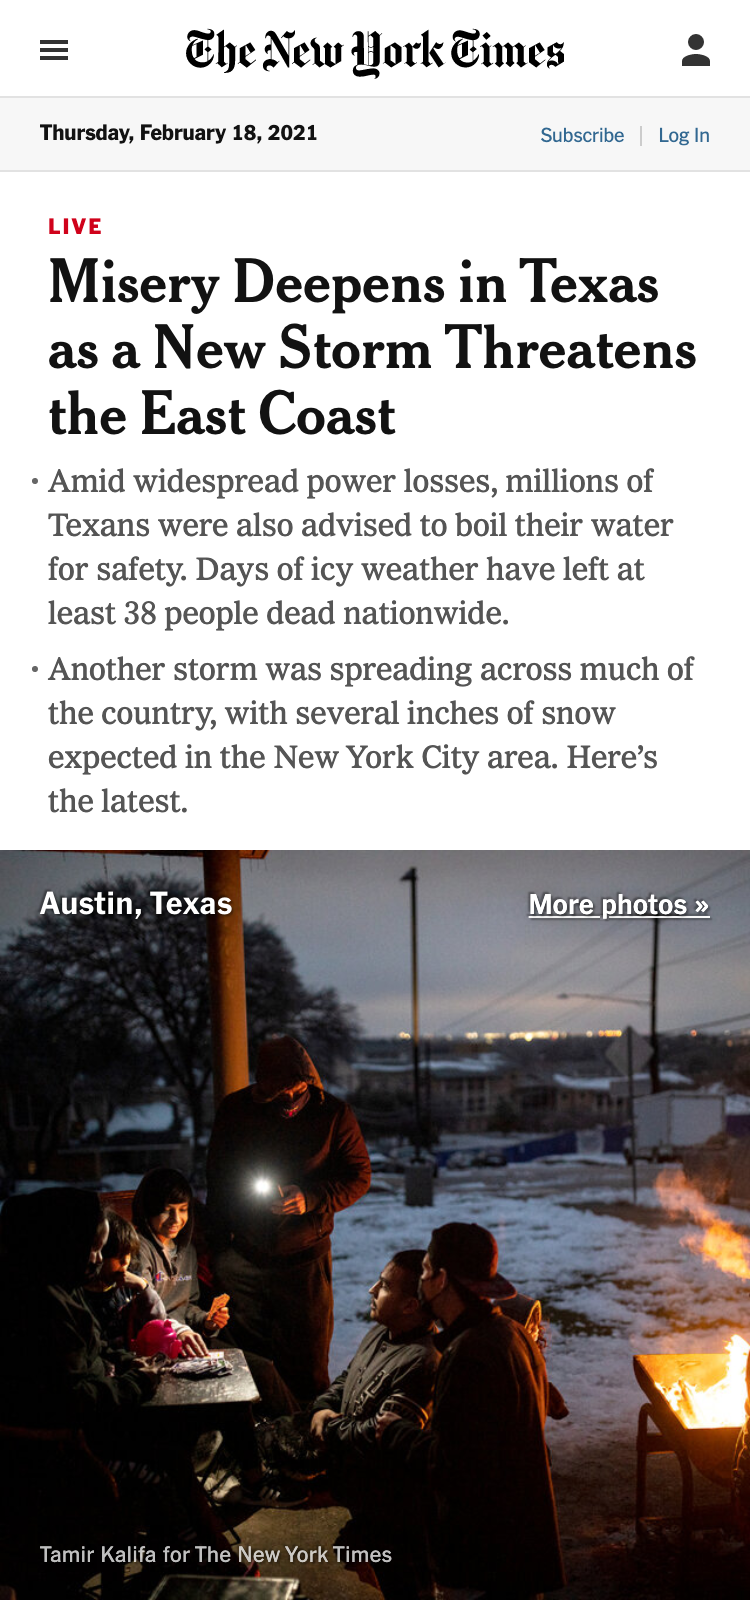 The New York Times
Thursday, February 18, 2021
Subscribe | Log In
LIVE
Misery Deepens in Texas
as a New Storm Threatens
the East Coast
• Amid widespread power losses, millions of
Texans were also advised to boil their water
for safety. Days of icy weather have left at
least 38 people dead nationwide.
• Another storm was spreading across much of
the country, with several inches of snow
expected in the New York City area. Here’s
the latest.
Austin, Texas
More photos »
Tamir Kalifa for The New York Times